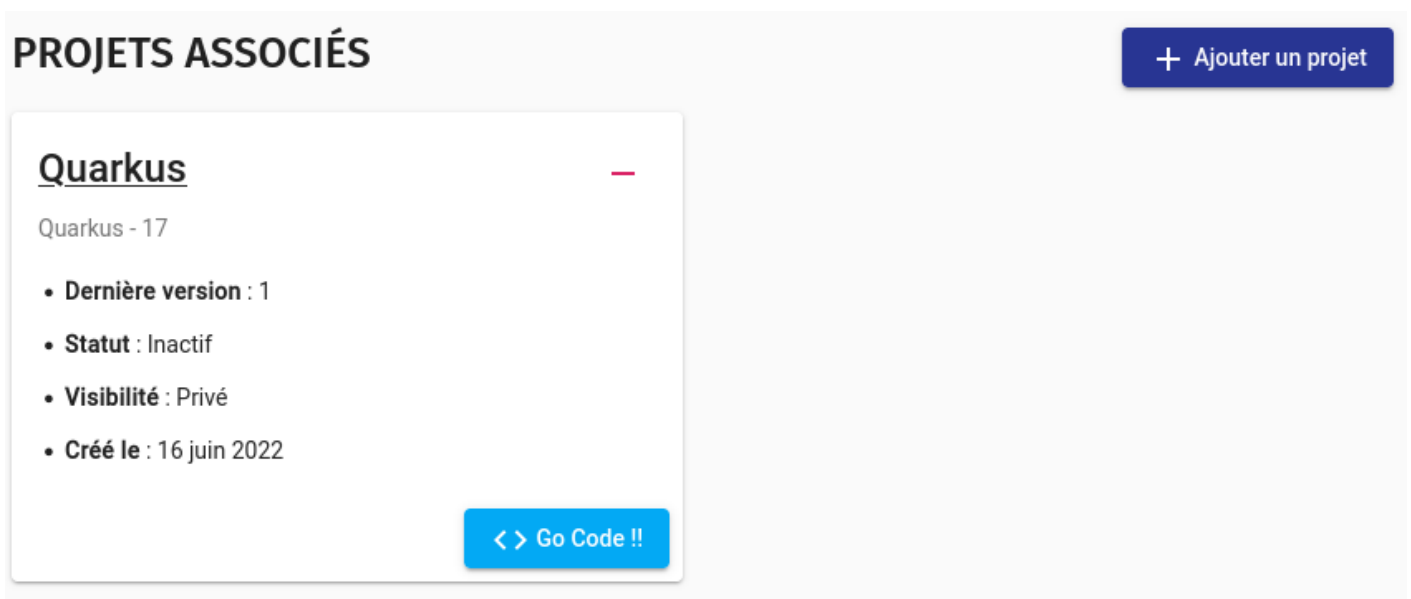 PROJETS ASSOCIÉS
+ Ajouter un projet
Quarkus
Quarkus - 17
• Dernière version : 1
• Statut : Inactif
• Visibilité : Privé
• Créé le : 16 juin 2022
<> Go Code !!